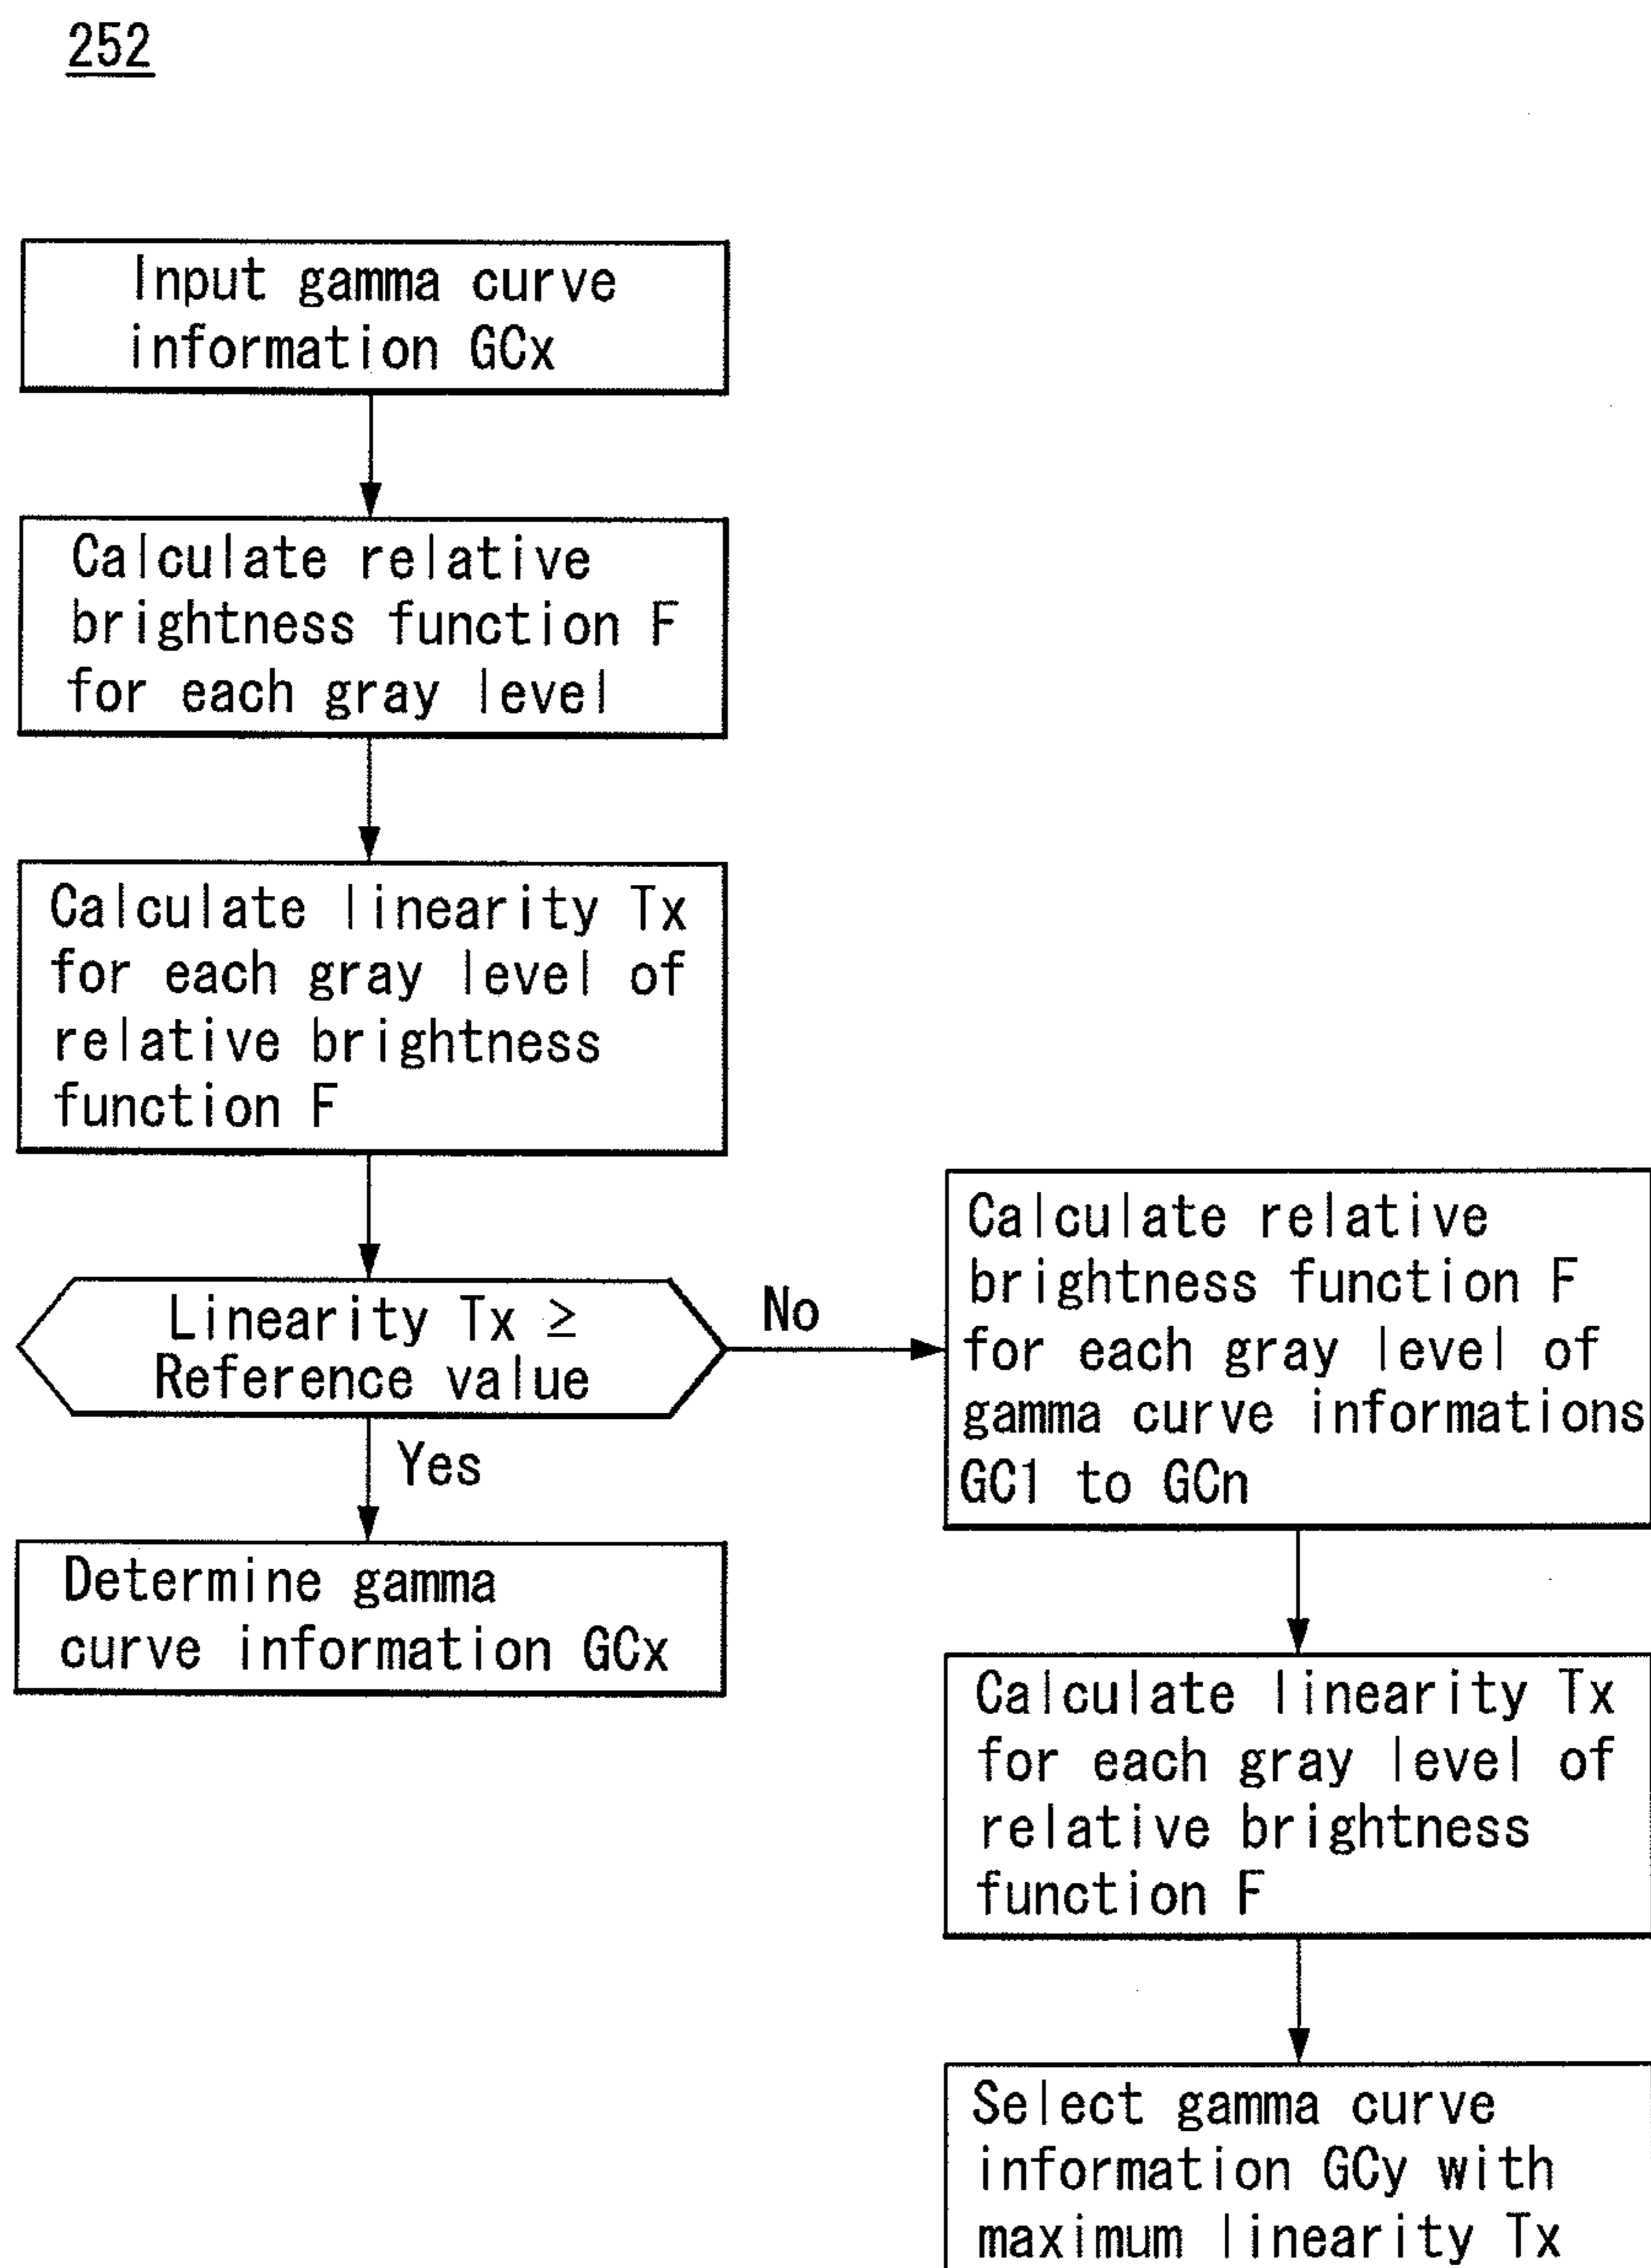 252
Input gamma curve
information GCx
Calculate relative
brightness function F
for each gray level
Calculate linearity Tx
for each gray level of
relative brightness
function F
Linearity Tx ≥
Reference value
No
Yes
Determine gamma
curve information GCx
Calculate relative
brightness function F
for each gray level of
gamma curve informations
GC1 to GCn
Calculate linearity Tx
for each gray level of
relative brightness
function F
Select gamma curve
information GCy with
maximum linearity Tx